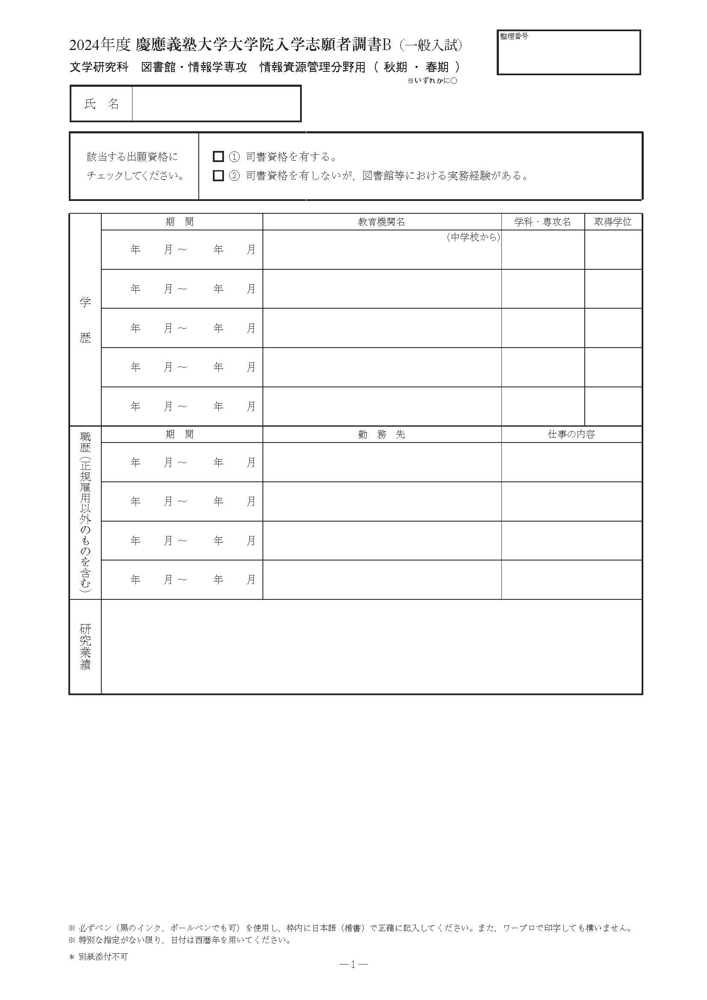 2024年度 慶應義塾大学大学院入学志願者調書B（一般入試）
整理番号
文学研究科　図書館・情報学専攻　情報資源管理分野用（ 秋期 ・ 春期 ）
※いずれかに○
氏　名
該当する出願資格に
チェックしてください。
□ ① 司書資格を有する。
□ ② 司書資格を有しないが，図書館等における実務経験がある。
学歴
期　間　教育機関名　学科・専攻名　取得学位
（中学校から）
年　月～　年　月
年　月～　年　月
年　月～　年　月
年　月～　年　月
年　月～　年　月
職歴（正規雇用以外のものを含む）
期　間　勤　務　先　仕事の内容
年　月～　年　月
年　月～　年　月
年　月～　年　月
年　月～　年　月
研究業績
※ 必ずペン（黒のインク，ボールペンでも可）を使用し，枠内に日本語（楷書）で正確に記入してください。また，ワープロで印字しても構いません。
※ 特別な指定がない限り，日付は西暦年を用いてください。
＊ 別紙添付不可
―1―